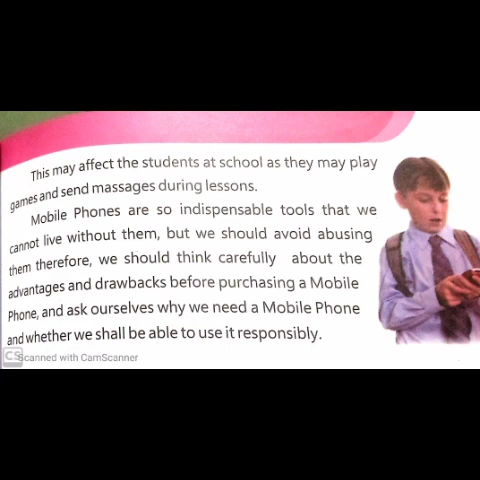 This may affect the students at school as they may play
games and send massages during lessons.
Mobile Phones are so indispensable tools that we
cannot live without them, but we should avoid abusing
them therefore, we should think carefully about the
advantages and drawbacks before purchasing a Mobile
Phone, and ask ourselves why we need a Mobile Phone
and whether we shall be able to use it responsibly.
CS Scanned with CamScanner